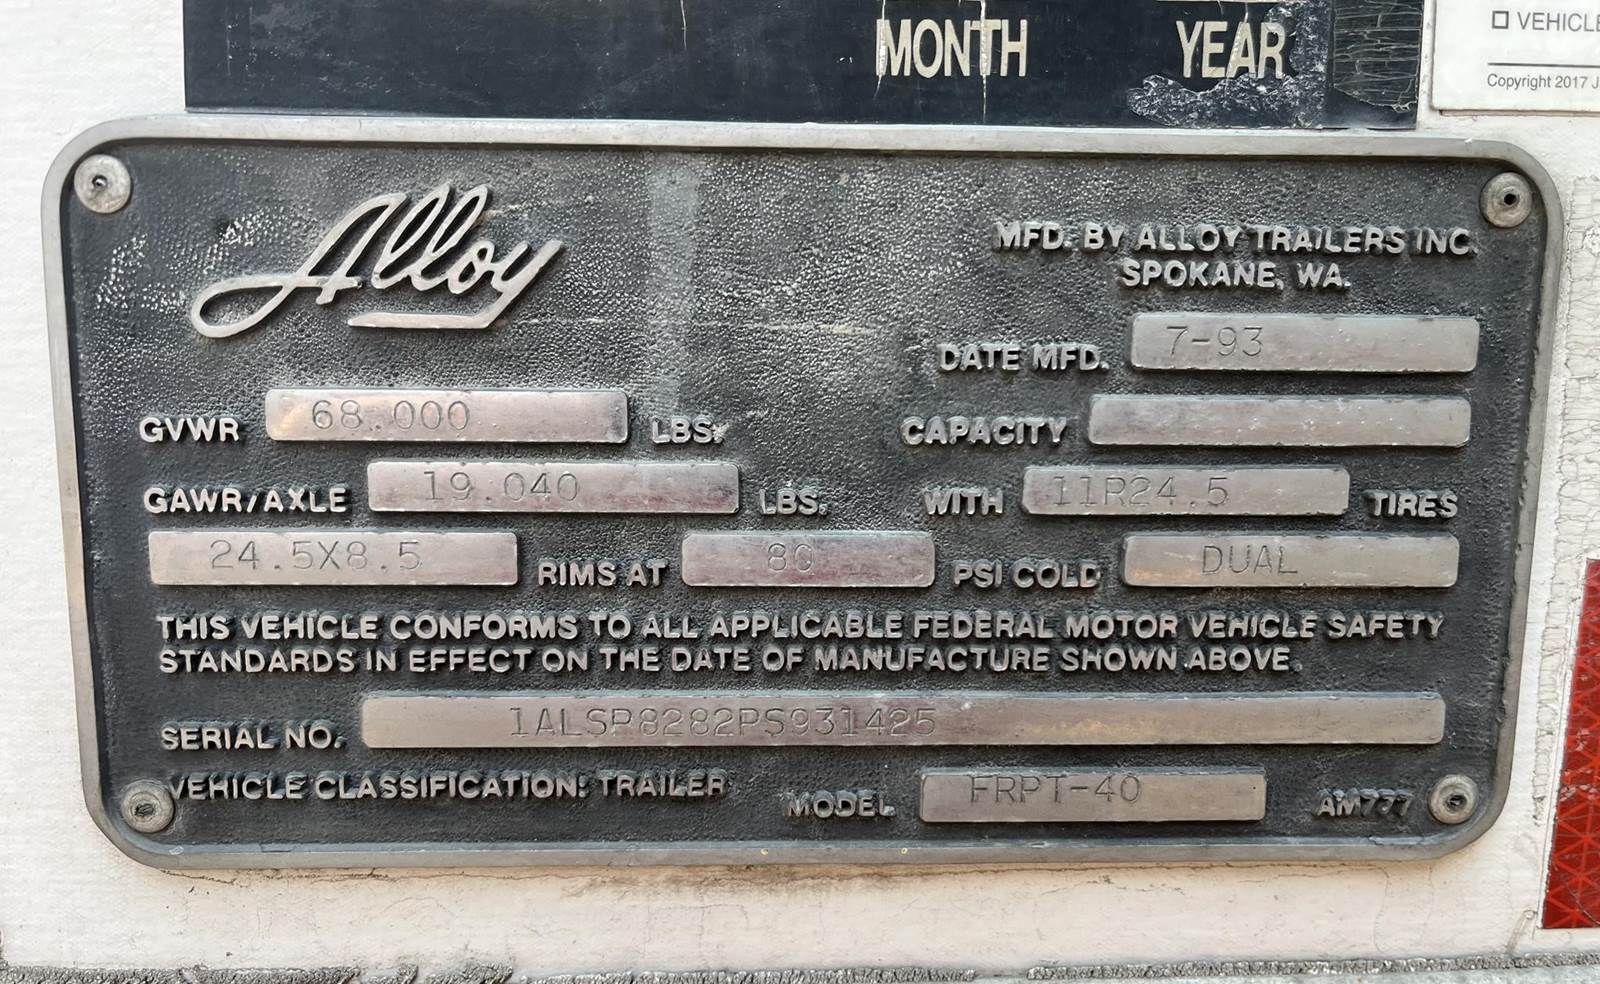 MONTH YEAR
☐ VEHICLE
Copyright 2017 J
Alloy
MFD. BY ALLOY TRAILERS INC.
SPOKANE, WA.
DATE MFD. 7-93
GVWR 68.000 LBS. CAPACITY
GAWR/AXLE 19.040 LBS. WITH 11R24.5 TIRES
24.5X8.5 RIMS AT 80 PSI COLD DUAL
THIS VEHICLE CONFORMS TO ALL APPLICABLE FEDERAL MOTOR VEHICLE SAFETY
STANDARDS IN EFFECT ON THE DATE OF MANUFACTURE SHOWN ABOVE.
SERIAL NO. 1ALSP8282PS931425
VEHICLE CLASSIFICATION: TRAILER MODEL FRPT-40 AM777